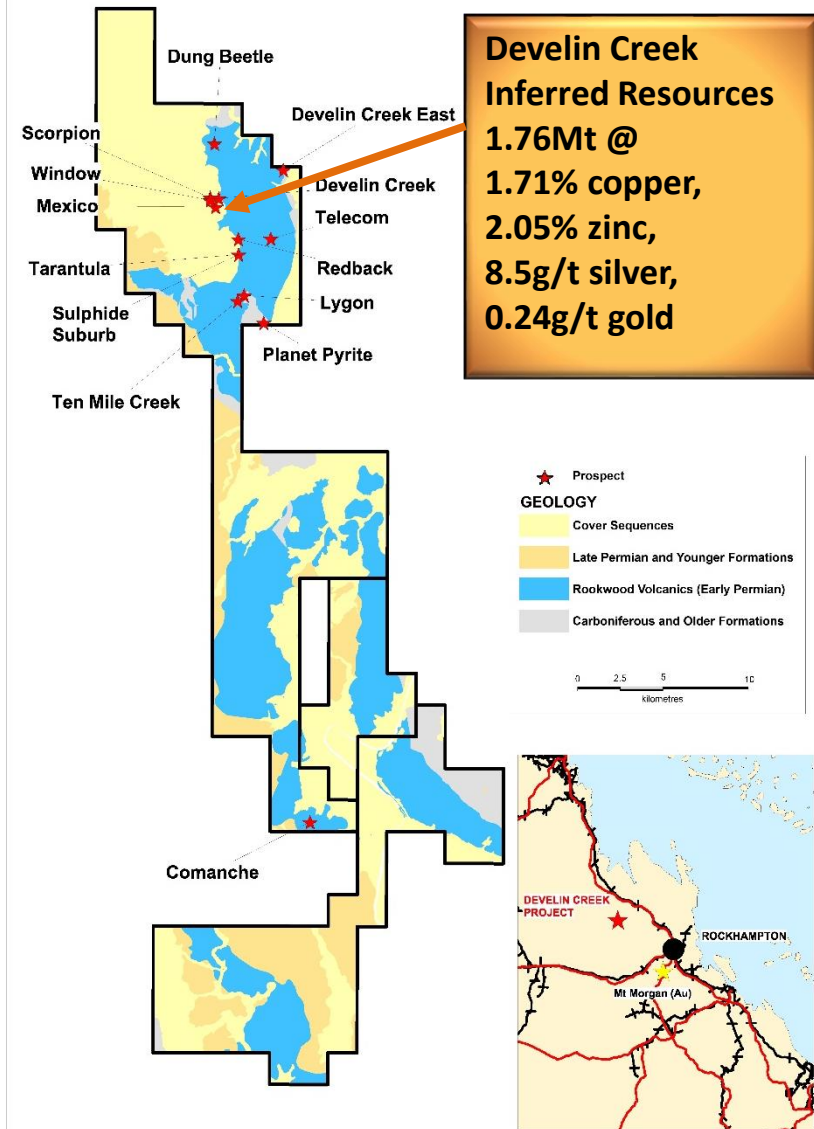 Dung Beetle
Develin Creek East
Scorpion
Window
Mexico
Develin Creek
Telecom
Tarantula
Redback
Sulphide
Suburb
Lygon
Planet Pyrite
Ten Mile Creek
Comanche
Develin Creek
Inferred Resources
1.76Mt @
1.71% copper,
2.05% zinc,
8.5g/t silver,
0.24g/t gold
Prospect
GEOLOGY
Cover Sequences
Late Permian and Younger Formations
Rookwood Volcanics (Early Permian)
Carboniferous and Older Formations
0 2.5 5 10
kilometres
DEVELIN CREEK
PROJECT
ROCKHAMPTON
Mt Morgan (Au)